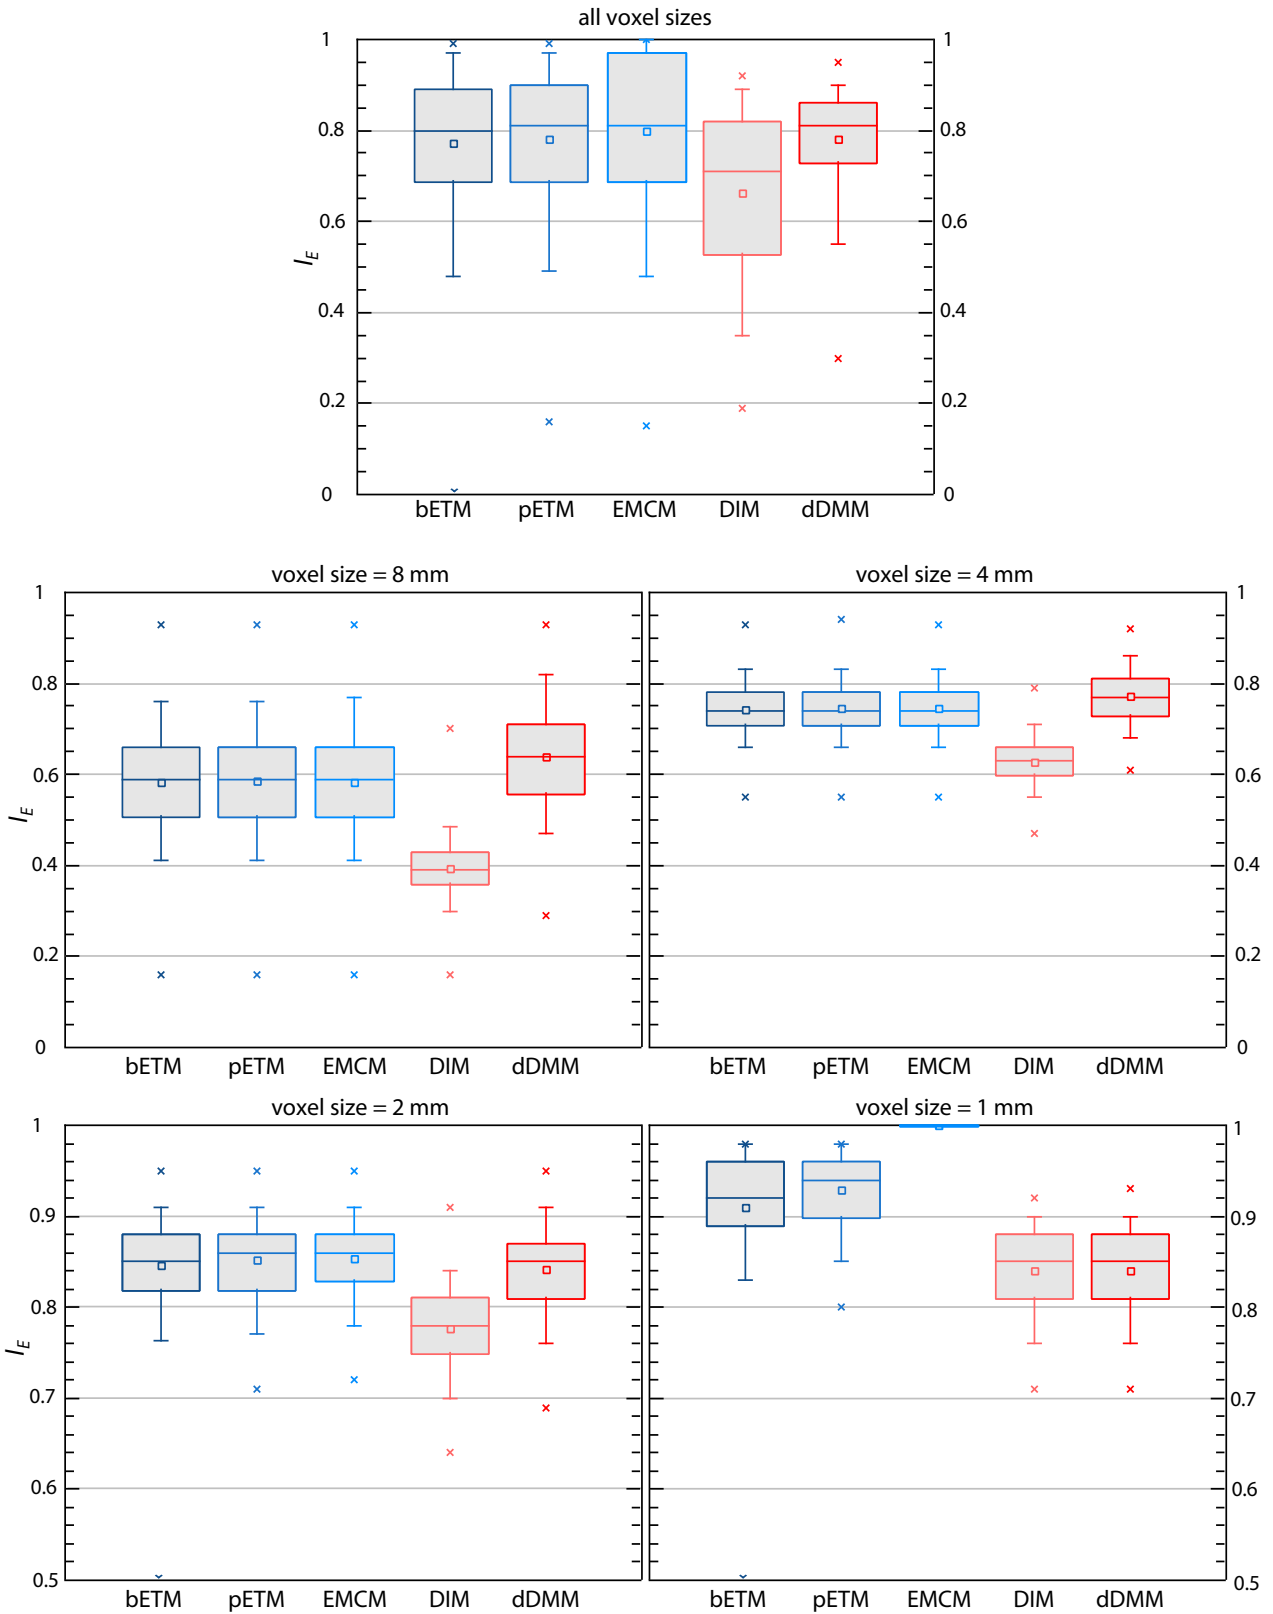 all voxel sizes
1 1
0.8 0.8
0.6 0.6
I_E
0.4 0.4
0.2 0.2
0 0
bETM pETM EMCM DIM dDMM
voxel size = 8 mm voxel size = 4 mm
1 1
0.8 0.8
0.6 0.6
I_E
0.4 0.4
0.2 0.2
0 0
bETM pETM EMCM DIM dDMM bETM pETM EMCM DIM dDMM
voxel size = 2 mm voxel size = 1 mm
1 1
0.9 0.9
0.8 0.8
I_E
0.7 0.7
0.6 0.6
0.5 0.5
bETM pETM EMCM DIM dDMM bETM pETM EMCM DIM dDMM